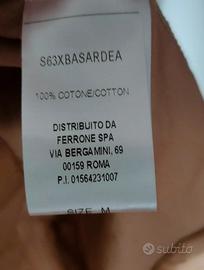 S63XBASARDEA
100% COTONE/COTTON
DISTRIBUITO DA
FERRONE SPA
VIA BERGAMINI, 69
00159 ROMA
P.I. 01564231007
SIZE M
subito